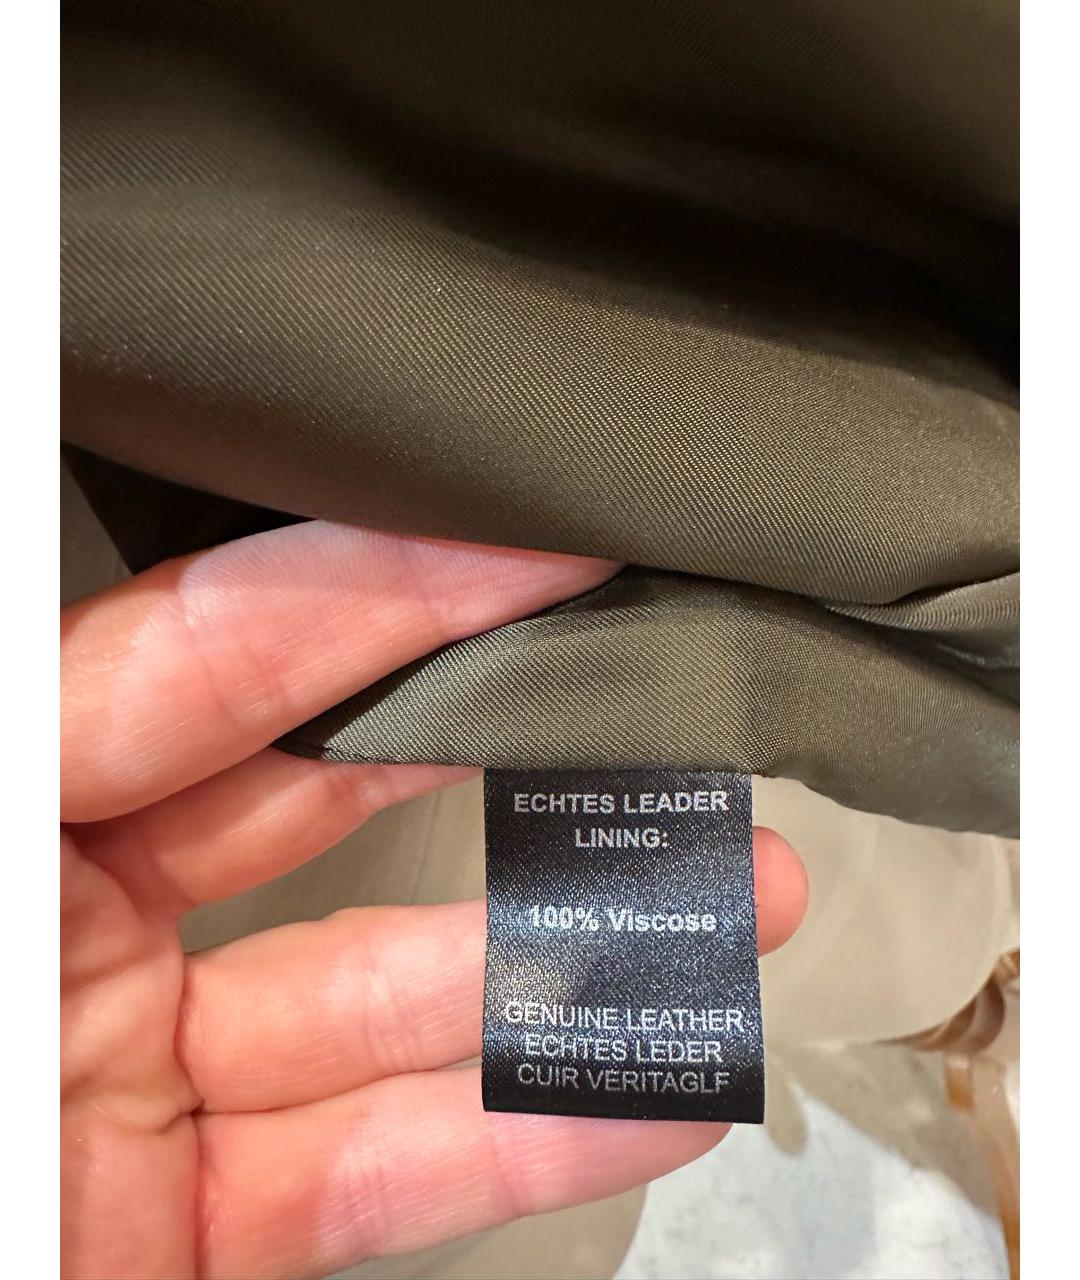 ECHTES LEADER
LINING:
100% Viscose
GENUINE LEATHER
ECHTES LEDER
CUIR VERITAGLF